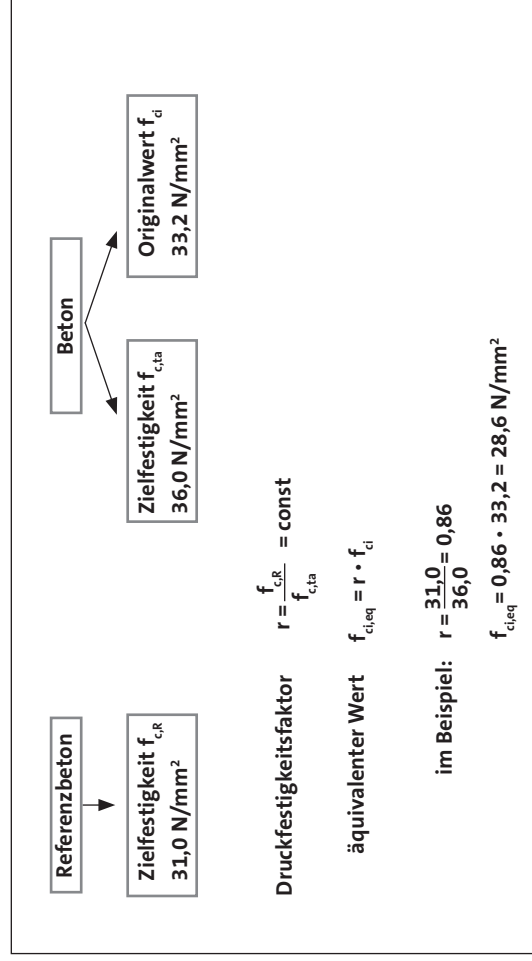 Referenzbeton
Beton
Zielfestigkeit f_c,R
31,0 N/mm²
Zielfestigkeit f_c,ta
36,0 N/mm²
Originalwert f_ci
33,2 N/mm²
Druckfestigkeitsfaktor r = f_c,R / f_c,ta = const
äquivalenter Wert f_ci,eq = r • f_ci
im Beispiel: r = 31,0 / 36,0 = 0,86
f_ci,eq = 0,86 • 33,2 = 28,6 N/mm²